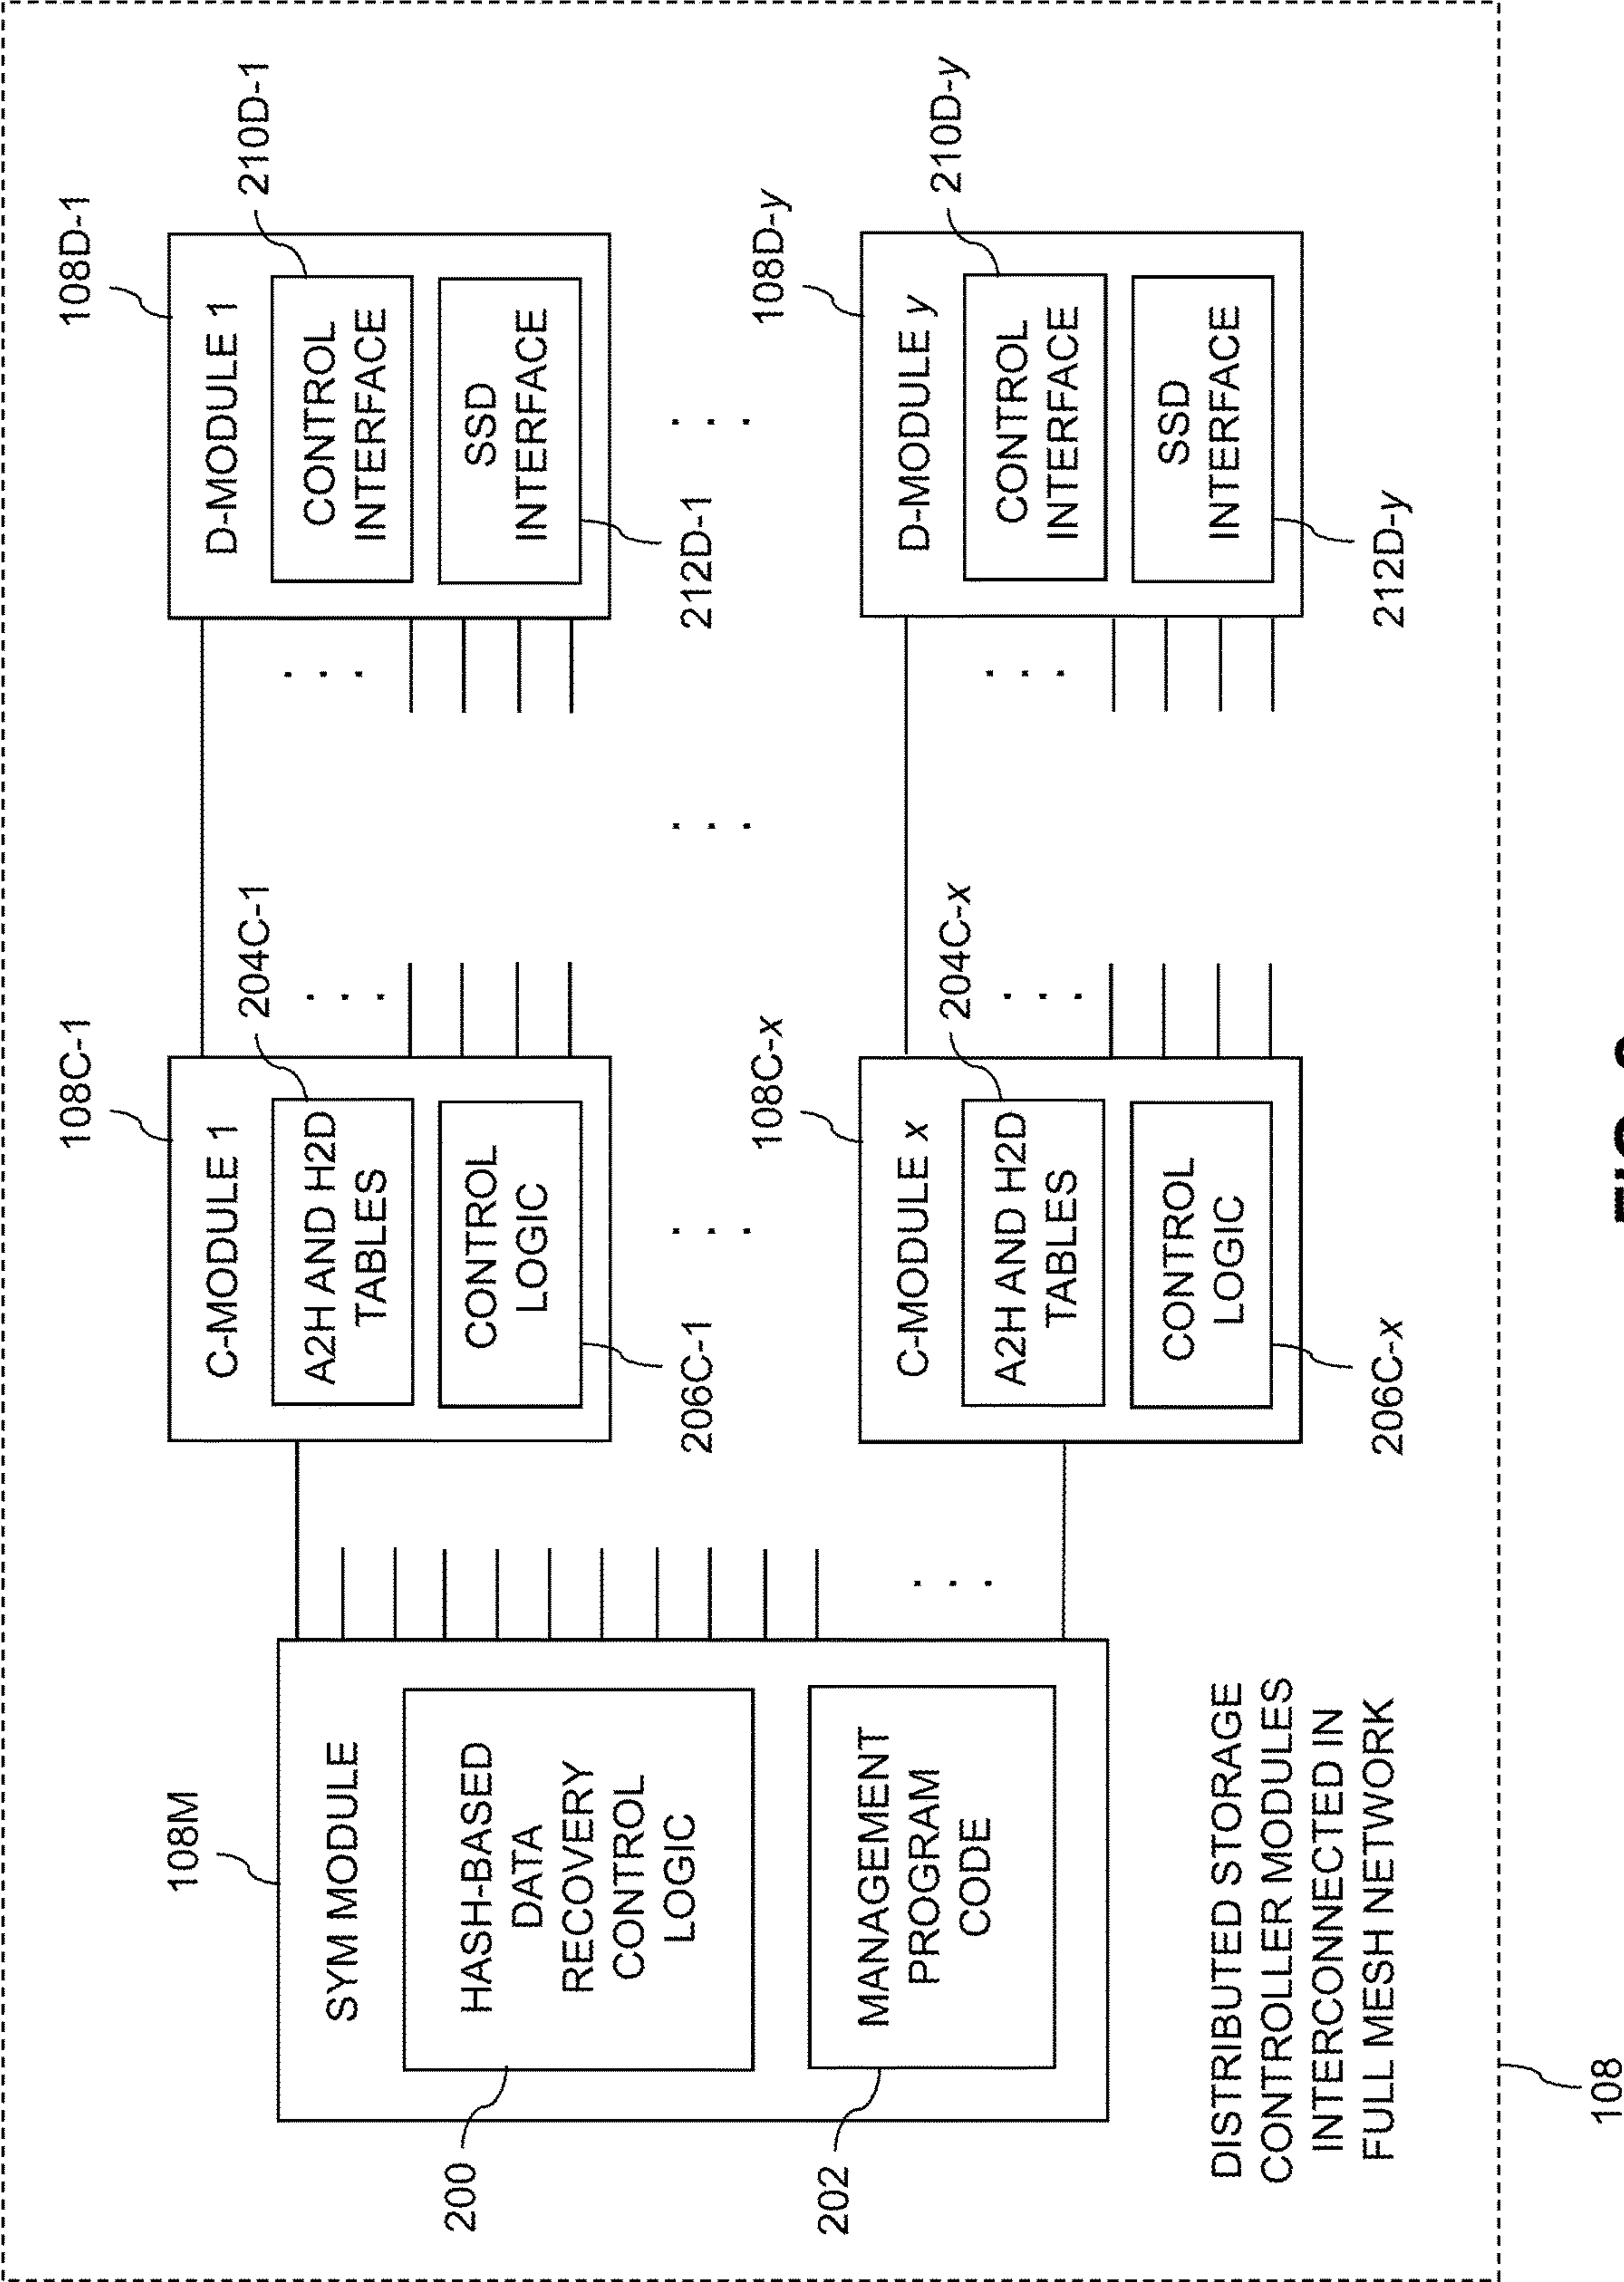 108M
SYM MODULE
HASH-BASED
DATA
RECOVERY
CONTROL
LOGIC
200
MANAGEMENT
PROGRAM
CODE
202
108C-1
C-MODULE 1
204C-1
A2H AND H2D
TABLES
CONTROL
LOGIC
206C-1
. . .
108C-x
C-MODULE x
204C-x
A2H AND H2D
TABLES
CONTROL
LOGIC
206C-x
108D-1
D-MODULE 1
210D-1
CONTROL
INTERFACE
SSD
INTERFACE
212D-1
. . .
108D-y
D-MODULE y
210D-y
CONTROL
INTERFACE
SSD
INTERFACE
212D-y
DISTRIBUTED STORAGE
CONTROLLER MODULES
INTERCONNECTED IN
FULL MESH NETWORK
108